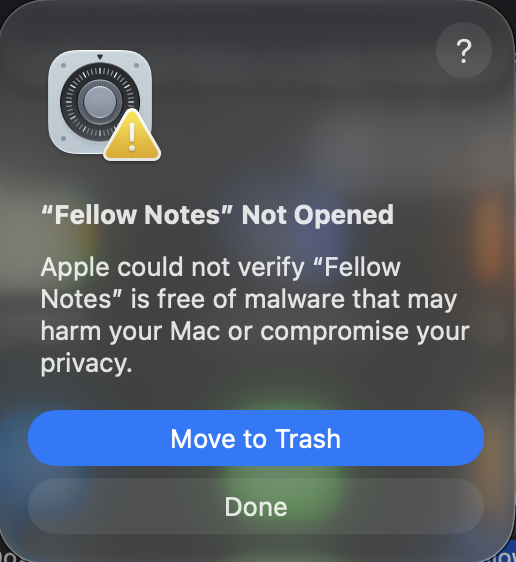 ?
“Fellow Notes” Not Opened
Apple could not verify “Fellow
Notes” is free of malware that may
harm your Mac or compromise your
privacy.
Move to Trash
Done